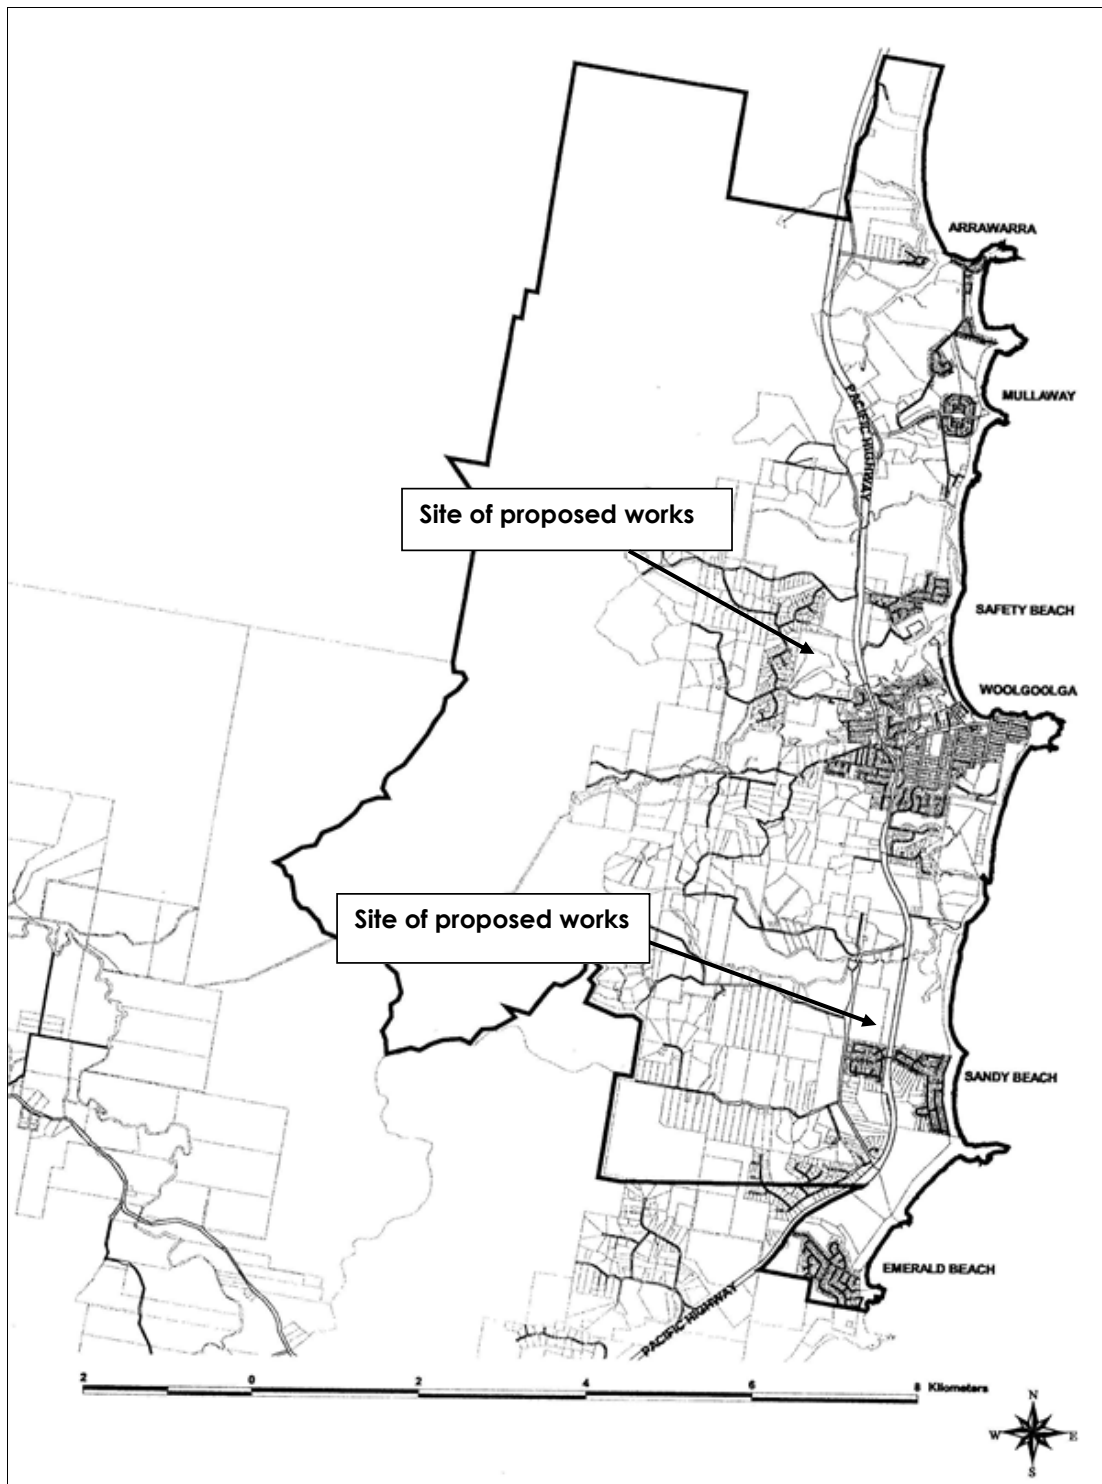 ARRAWARRA
MULLAWAY
PACIFIC HIGHWAY
Site of proposed works
SAFETY BEACH
WOOLGOOLGA
Site of proposed works
SANDY BEACH
EMERALD BEACH
PACIFIC HIGHWAY
2 0 2 4 6 8 Kilometers
N
W E
S